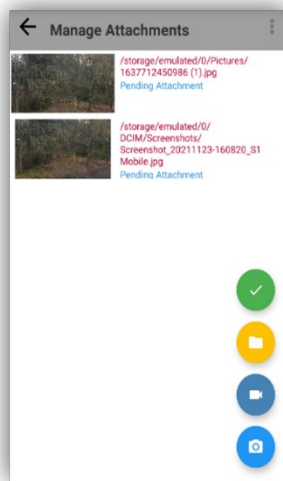 Manage Attachments
/storage/emulated/0/Pictures/
1637712450986 (1).jpg
Pending Attachment
/storage/emulated/0/
DCIM/Screenshots/
Screenshot_20211123-160820_S1
Mobile.jpg
Pending Attachment